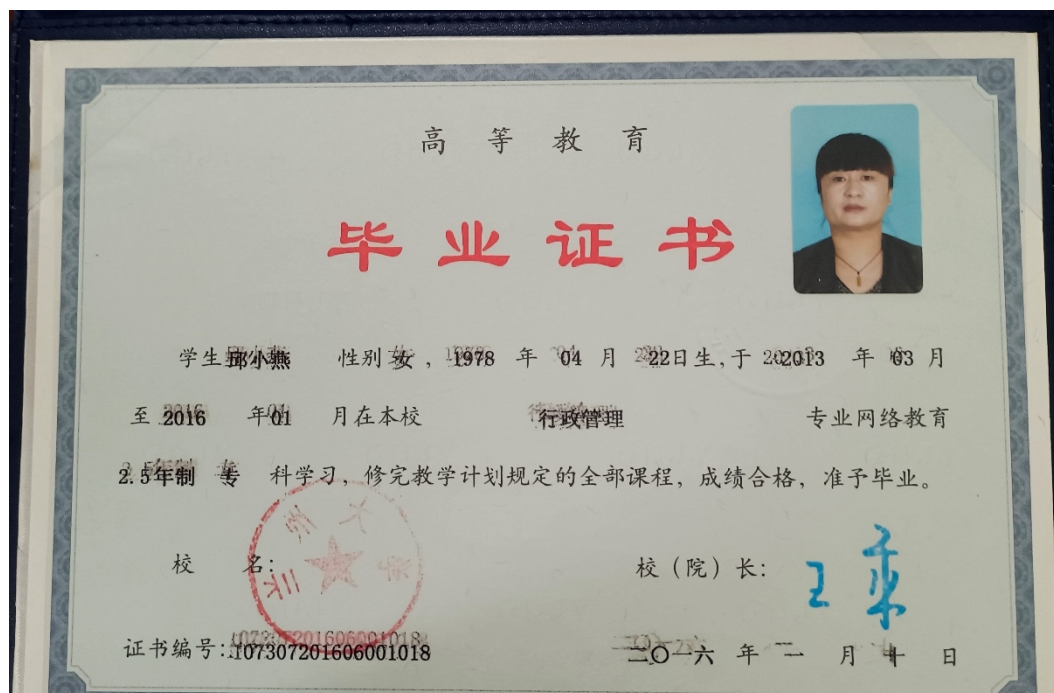 高等教育
毕业证书
学生 邱小燕 性别 女，1978 年 04 月 22日生，于 2013 年 03 月
至 2016 年 01 月在本校 行政管理 专业网络教育
2.5年制 专 科学习，修完教学计划规定的全部课程，成绩合格，准予毕业。
校 名： 校（院）长：
兰州大学
证书编号：107307201606001018 二〇一六 年 一 月 十 日